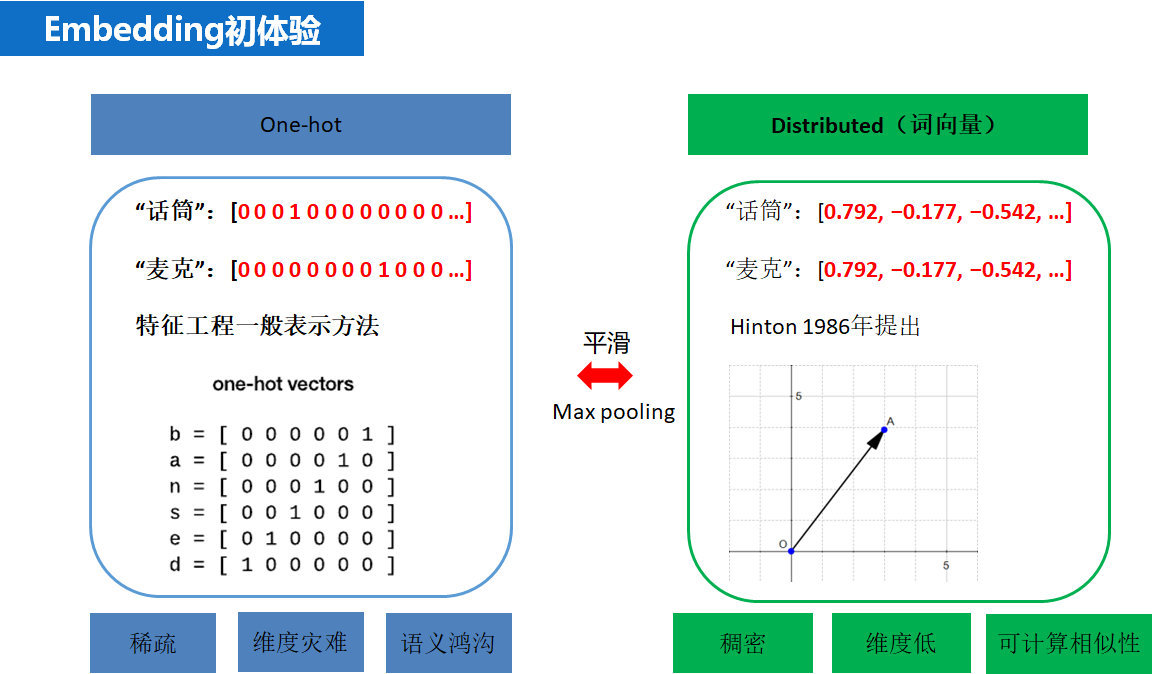 Embedding初体验
One-hot
“话筒”：[0 0 0 1 0 0 0 0 0 0 0 0 ...]
“麦克”：[0 0 0 0 0 0 0 0 1 0 0 0 ...]
特征工程一般表示方法
one-hot vectors
b = [ 0 0 0 0 0 1 ]
a = [ 0 0 0 0 1 0 ]
n = [ 0 0 0 1 0 0 ]
s = [ 0 0 1 0 0 0 ]
e = [ 0 1 0 0 0 0 ]
d = [ 1 0 0 0 0 0 ]
稀疏
维度灾难
语义鸿沟
平滑
Max pooling
Distributed（词向量）
“话筒”：[0.792, −0.177, −0.542, ...]
“麦克”：[0.792, −0.177, −0.542, ...]
Hinton 1986年提出
5
A
O
5
稠密
维度低
可计算相似性